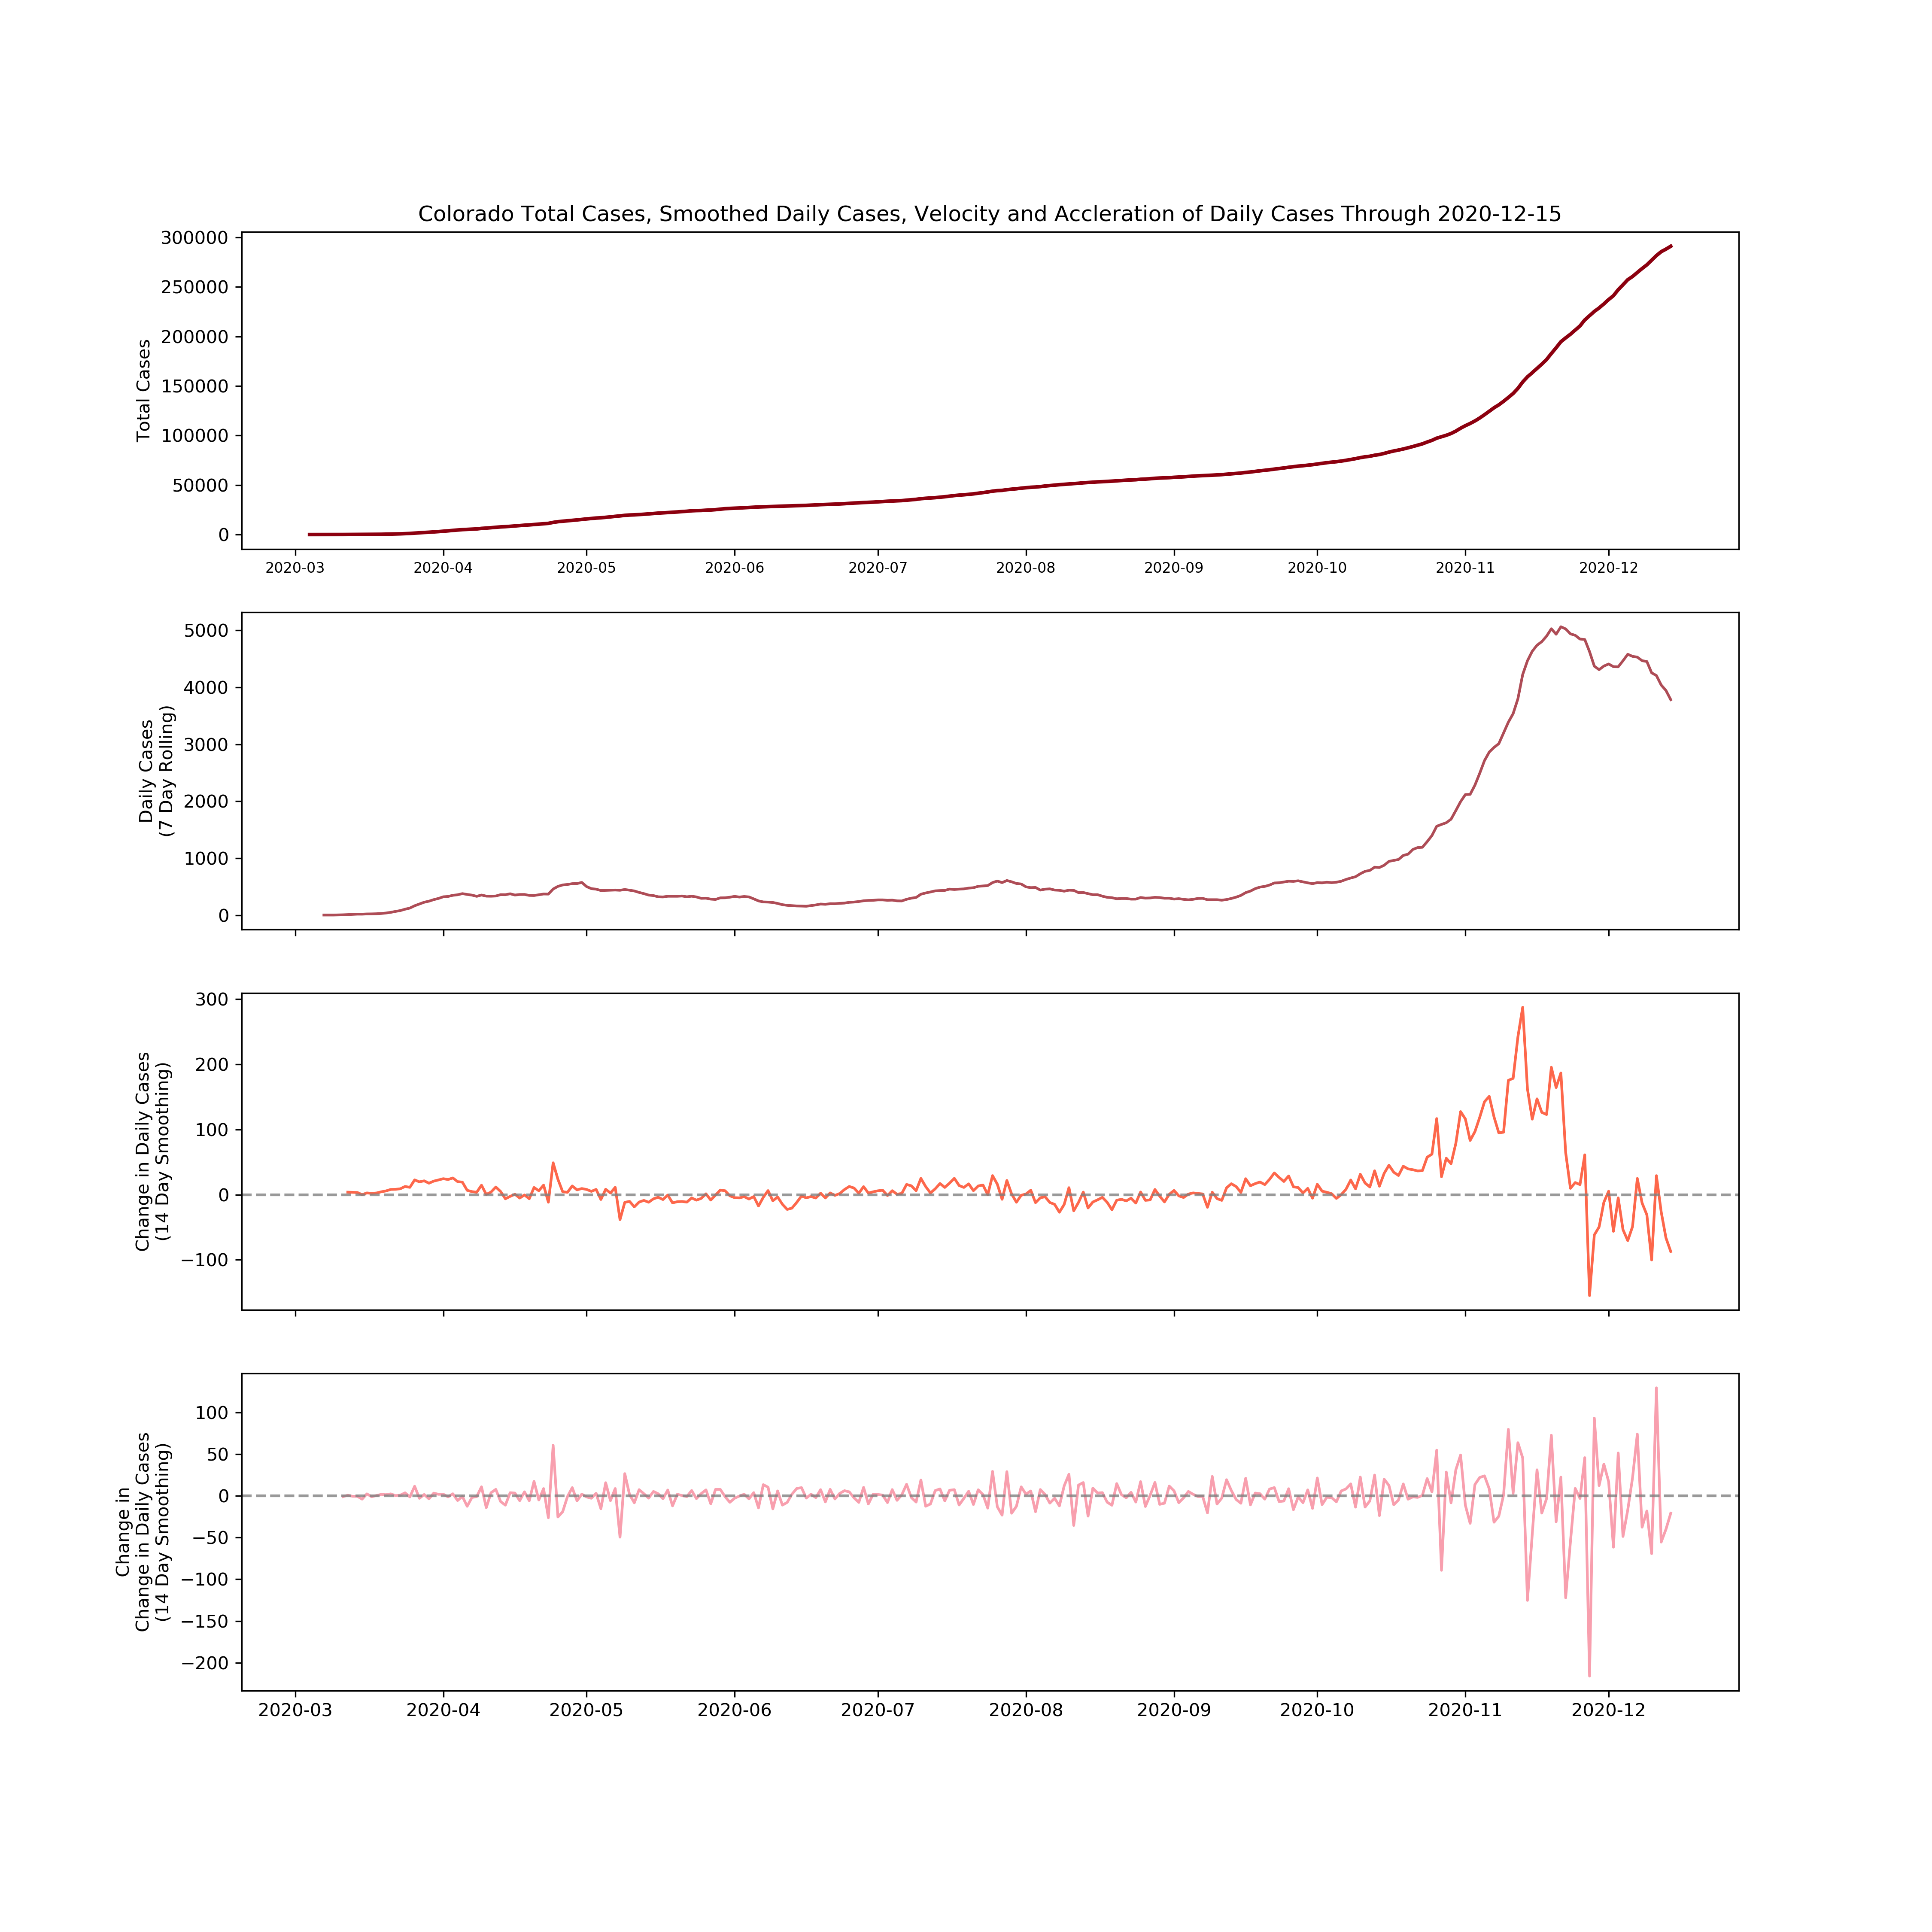 Colorado Total Cases, Smoothed Daily Cases, Velocity and Accleration of Daily Cases Through 2020-12-15
Total Cases
300000
250000
200000
150000
100000
50000
0
2020-03 2020-04 2020-05 2020-06 2020-07 2020-08 2020-09 2020-10 2020-11 2020-12
Daily Cases
(7 Day Rolling)
5000
4000
3000
2000
1000
0
Change in Daily Cases
(14 Day Smoothing)
300
200
100
0
−100
Change in
Change in Daily Cases
(14 Day Smoothing)
100
50
0
−50
−100
−150
−200
2020-03 2020-04 2020-05 2020-06 2020-07 2020-08 2020-09 2020-10 2020-11 2020-12